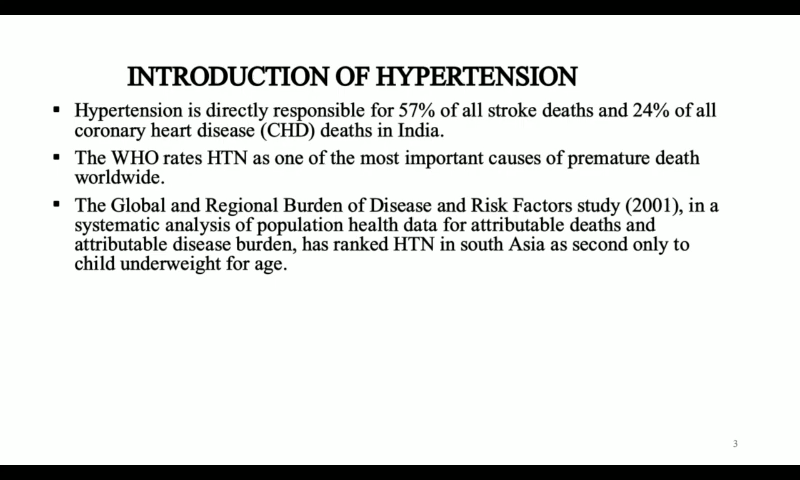 INTRODUCTION OF HYPERTENSION
▪ Hypertension is directly responsible for 57% of all stroke deaths and 24% of all
coronary heart disease (CHD) deaths in India.
▪ The WHO rates HTN as one of the most important causes of premature death
worldwide.
▪ The Global and Regional Burden of Disease and Risk Factors study (2001), in a
systematic analysis of population health data for attributable deaths and
attributable disease burden, has ranked HTN in south Asia as second only to
child underweight for age.
3